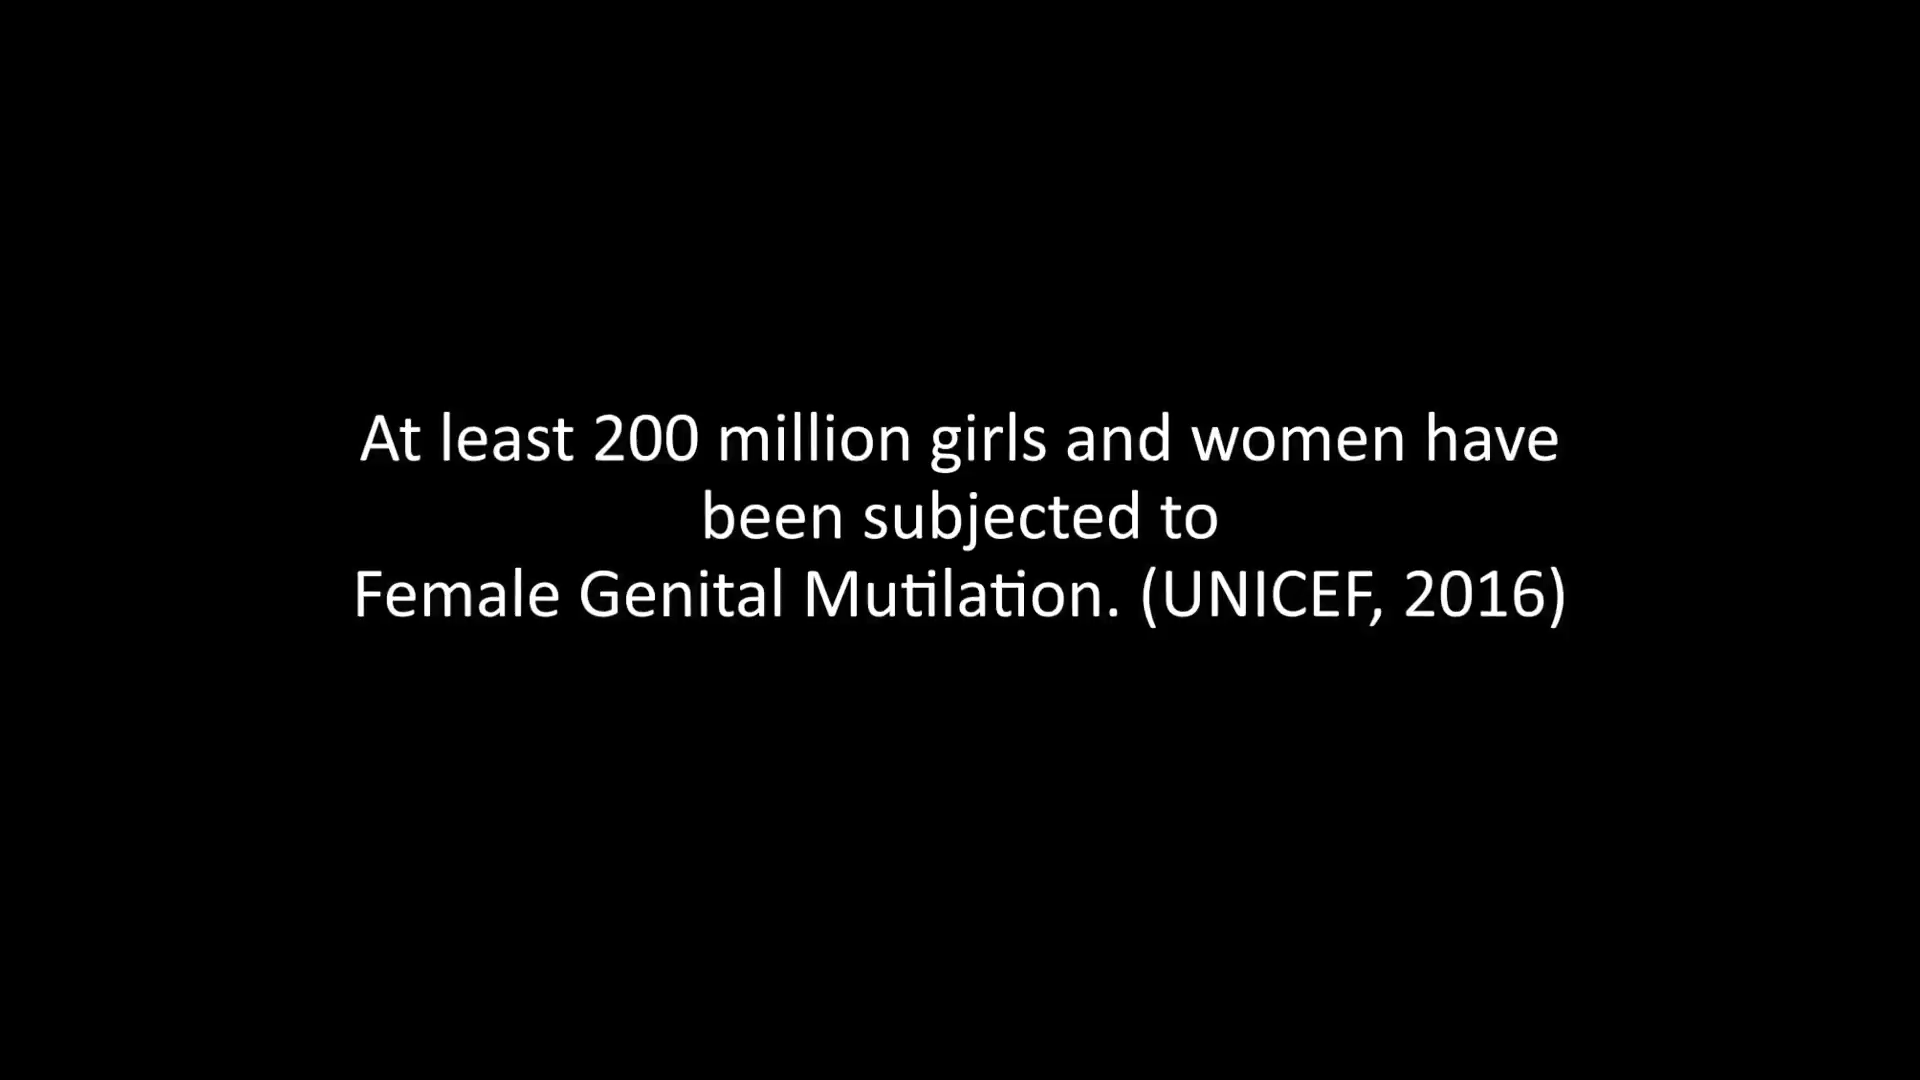 At least 200 million girls and women have
been subjected to
Female Genital Mutilation. (UNICEF, 2016)